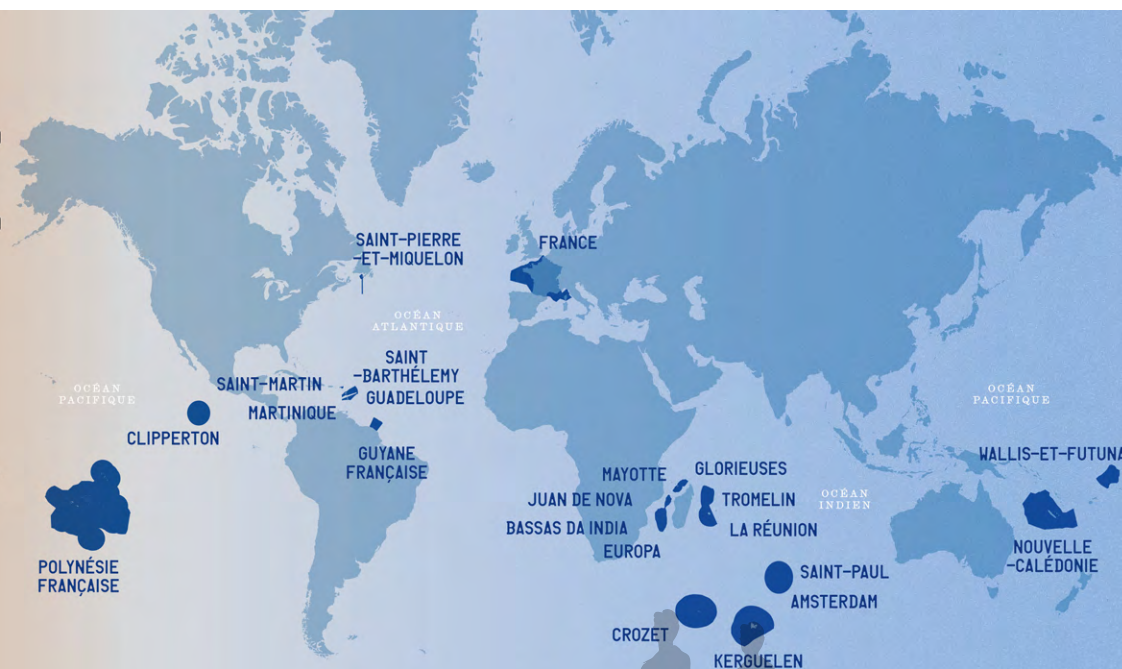 SAINT-PIERRE
-ET-MIQUELON
FRANCE
OCÉAN
ATLANTIQUE
SAINT
-BARTHÉLEMY
SAINT-MARTIN
GUADELOUPE
MARTINIQUE
OCÉAN
PACIFIQUE
CLIPPERTON
GUYANE
FRANÇAISE
POLYNÉSIE
FRANÇAISE
MAYOTTE
GLORIEUSES
JUAN DE NOVA
TROMELIN
BASSAS DA INDIA
LA RÉUNION
EUROPA
OCÉAN
INDIEN
OCÉAN
PACIFIQUE
WALLIS-ET-FUTUNA
NOUVELLE
-CALÉDONIE
SAINT-PAUL
AMSTERDAM
CROZET
KERGUELEN